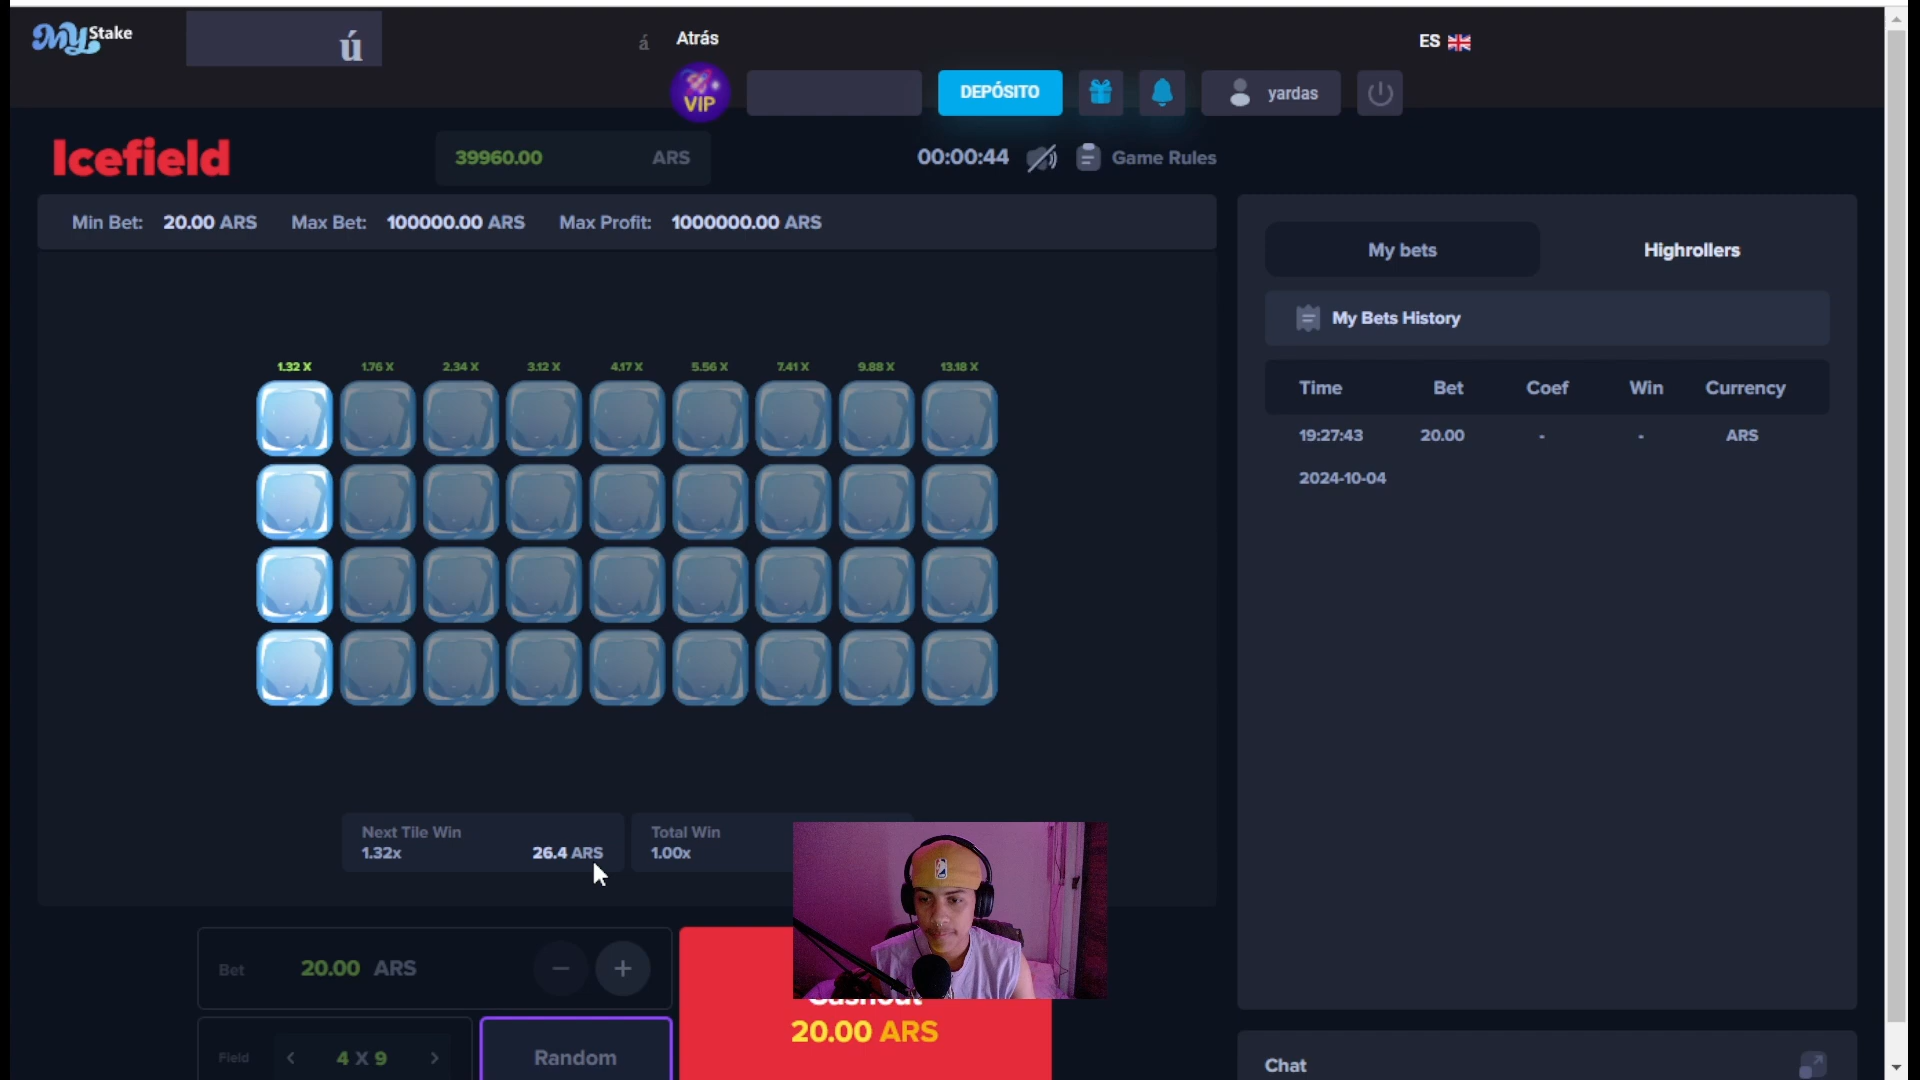 MyStake
ú
á Atrás
ES
VIP
DEPÓSITO
yardas
Icefield
39960.00 ARS
00:00:44
Game Rules
Min Bet: 20.00 ARS Max Bet: 100000.00 ARS Max Profit: 1000000.00 ARS
My bets
Highrollers
My Bets History
Time Bet Coef Win Currency
19:27:43 20.00 - - ARS
2024-10-04
1.32 X 1.76 X 2.34 X 3.12 X 4.17 X 5.56 X 7.41 X 9.88 X 13.18 X
Next Tile Win
1.32x 26.4 ARS
Total Win
1.00x
Bet 20.00 ARS − +
Cashout
20.00 ARS
Field < 4 X 9 >
Random
Chat